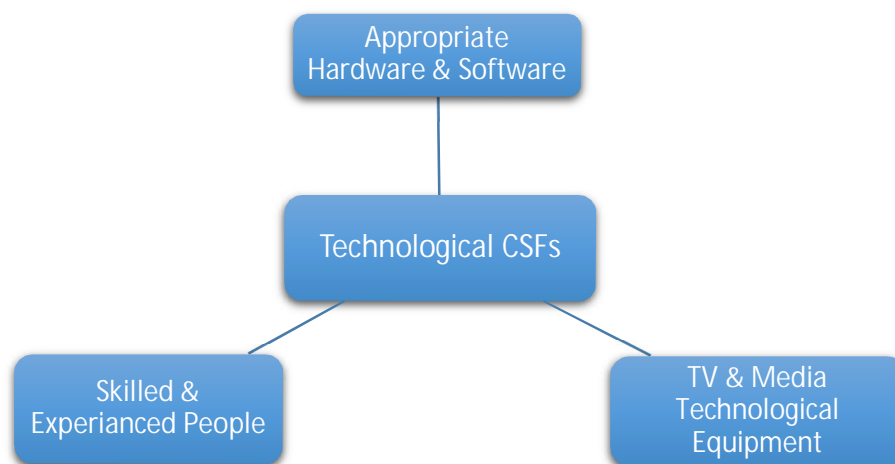 Appropriate
Hardware & Software
Technological CSFs
Skilled &
Experianced People
TV & Media
Technological
Equipment